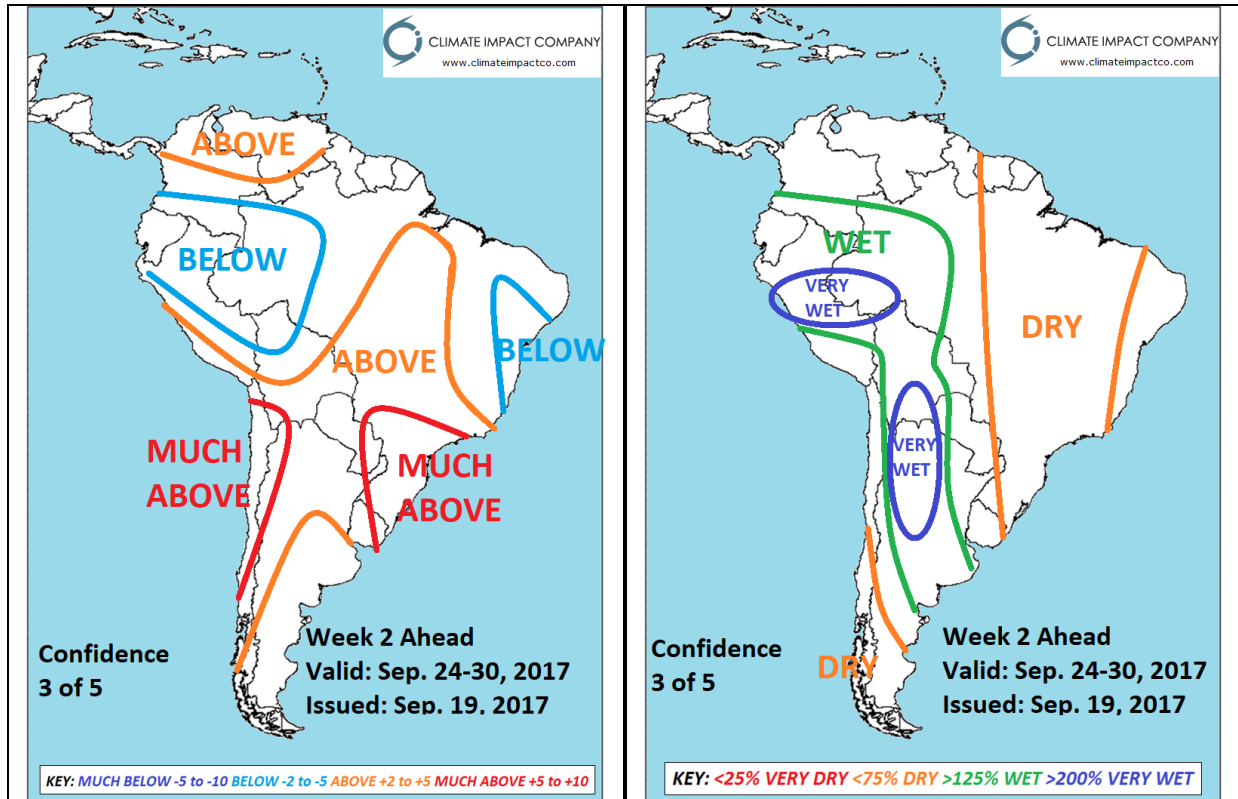 CLIMATE IMPACT COMPANY
www.climateimpactco.com
ABOVE
BELOW
ABOVE
BELOW
MUCH
ABOVE
MUCH
ABOVE
Confidence
3 of 5
Week 2 Ahead
Valid: Sep. 24-30, 2017
Issued: Sep. 19, 2017
KEY: MUCH BELOW -5 to -10 BELOW -2 to -5 ABOVE +2 to +5 MUCH ABOVE +5 to +10
CLIMATE IMPACT COMPANY
www.climateimpactco.com
WET
VERY
WET
DRY
VERY
WET
DRY
Confidence
3 of 5
Week 2 Ahead
Valid: Sep. 24-30, 2017
Issued: Sep. 19, 2017
KEY: <25% VERY DRY <75% DRY >125% WET >200% VERY WET